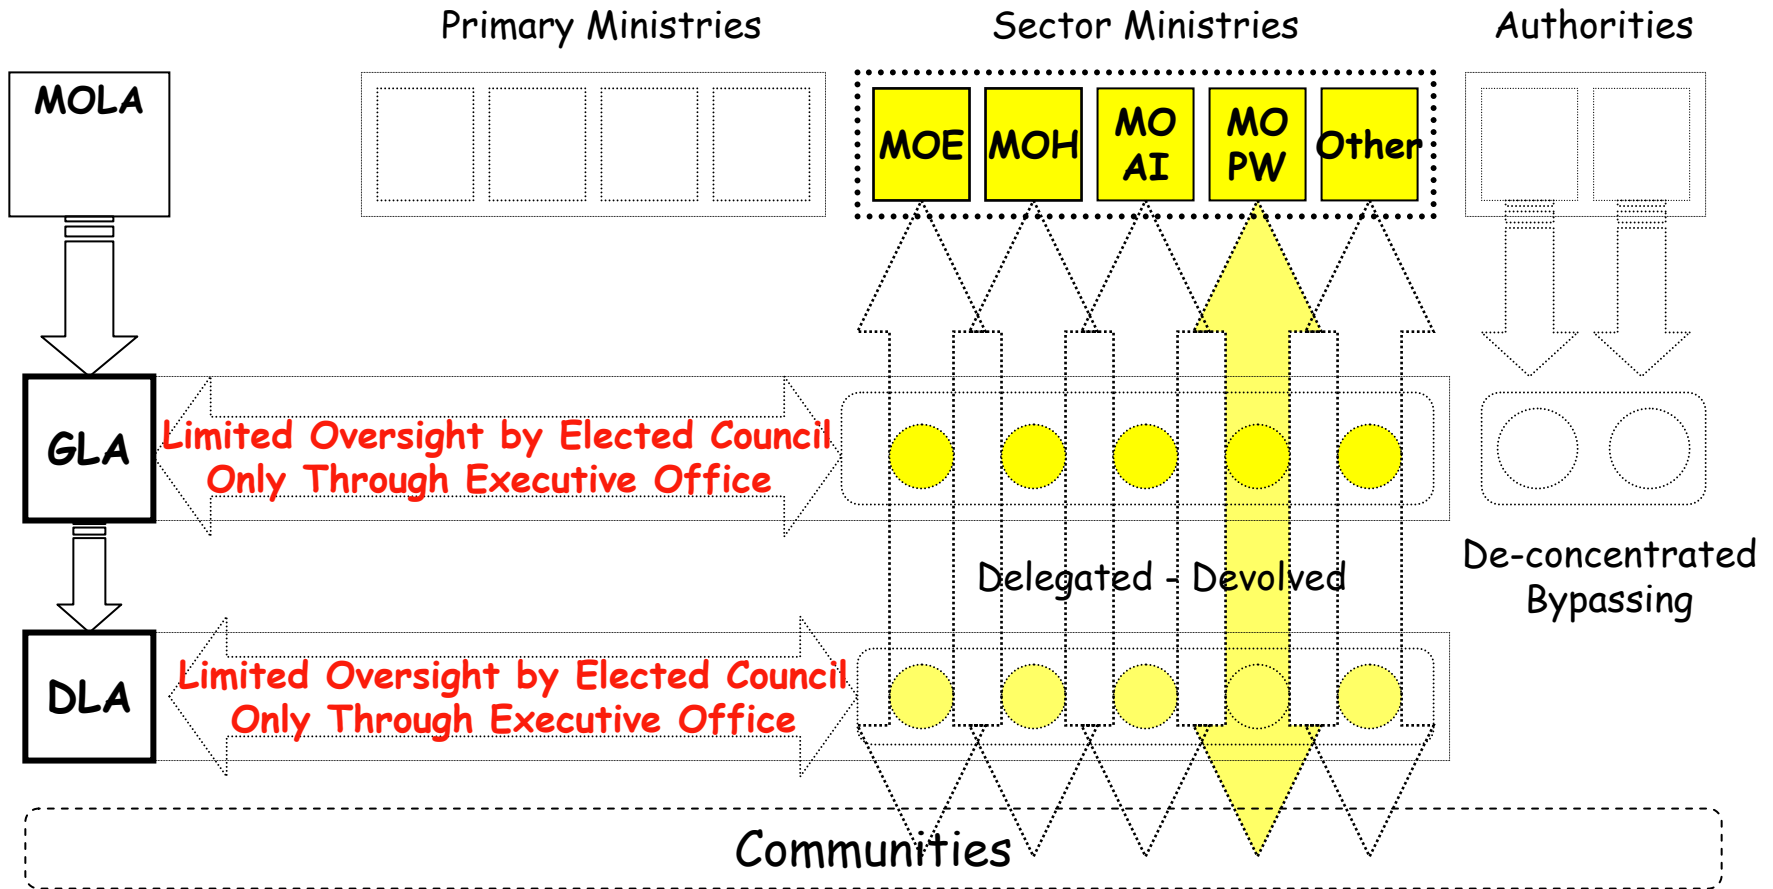 Primary Ministries
Sector Ministries
Authorities
MOLA
MOE
MOH
MO
AI
MO
PW
Other
GLA
Limited Oversight by Elected Council
Only Through Executive Office
Delegated - Devolved
De-concentrated
Bypassing
DLA
Limited Oversight by Elected Council
Only Through Executive Office
Communities